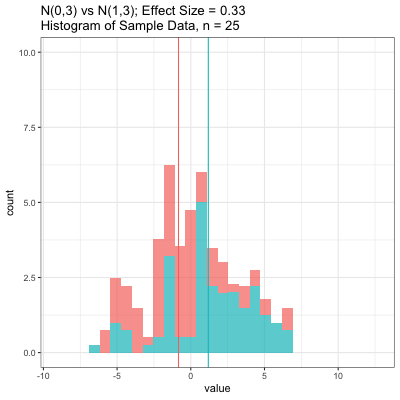 N(0,3) vs N(1,3); Effect Size = 0.33
Histogram of Sample Data, n = 25
10.0
7.5
5.0
2.5
0.0
count
-10
-5
0
5
10
value